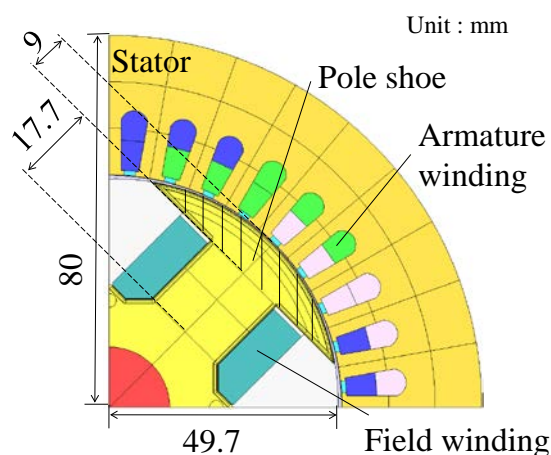 Unit : mm
9
Stator
Pole shoe
17.7
Armature
winding
80
49.7
Field winding